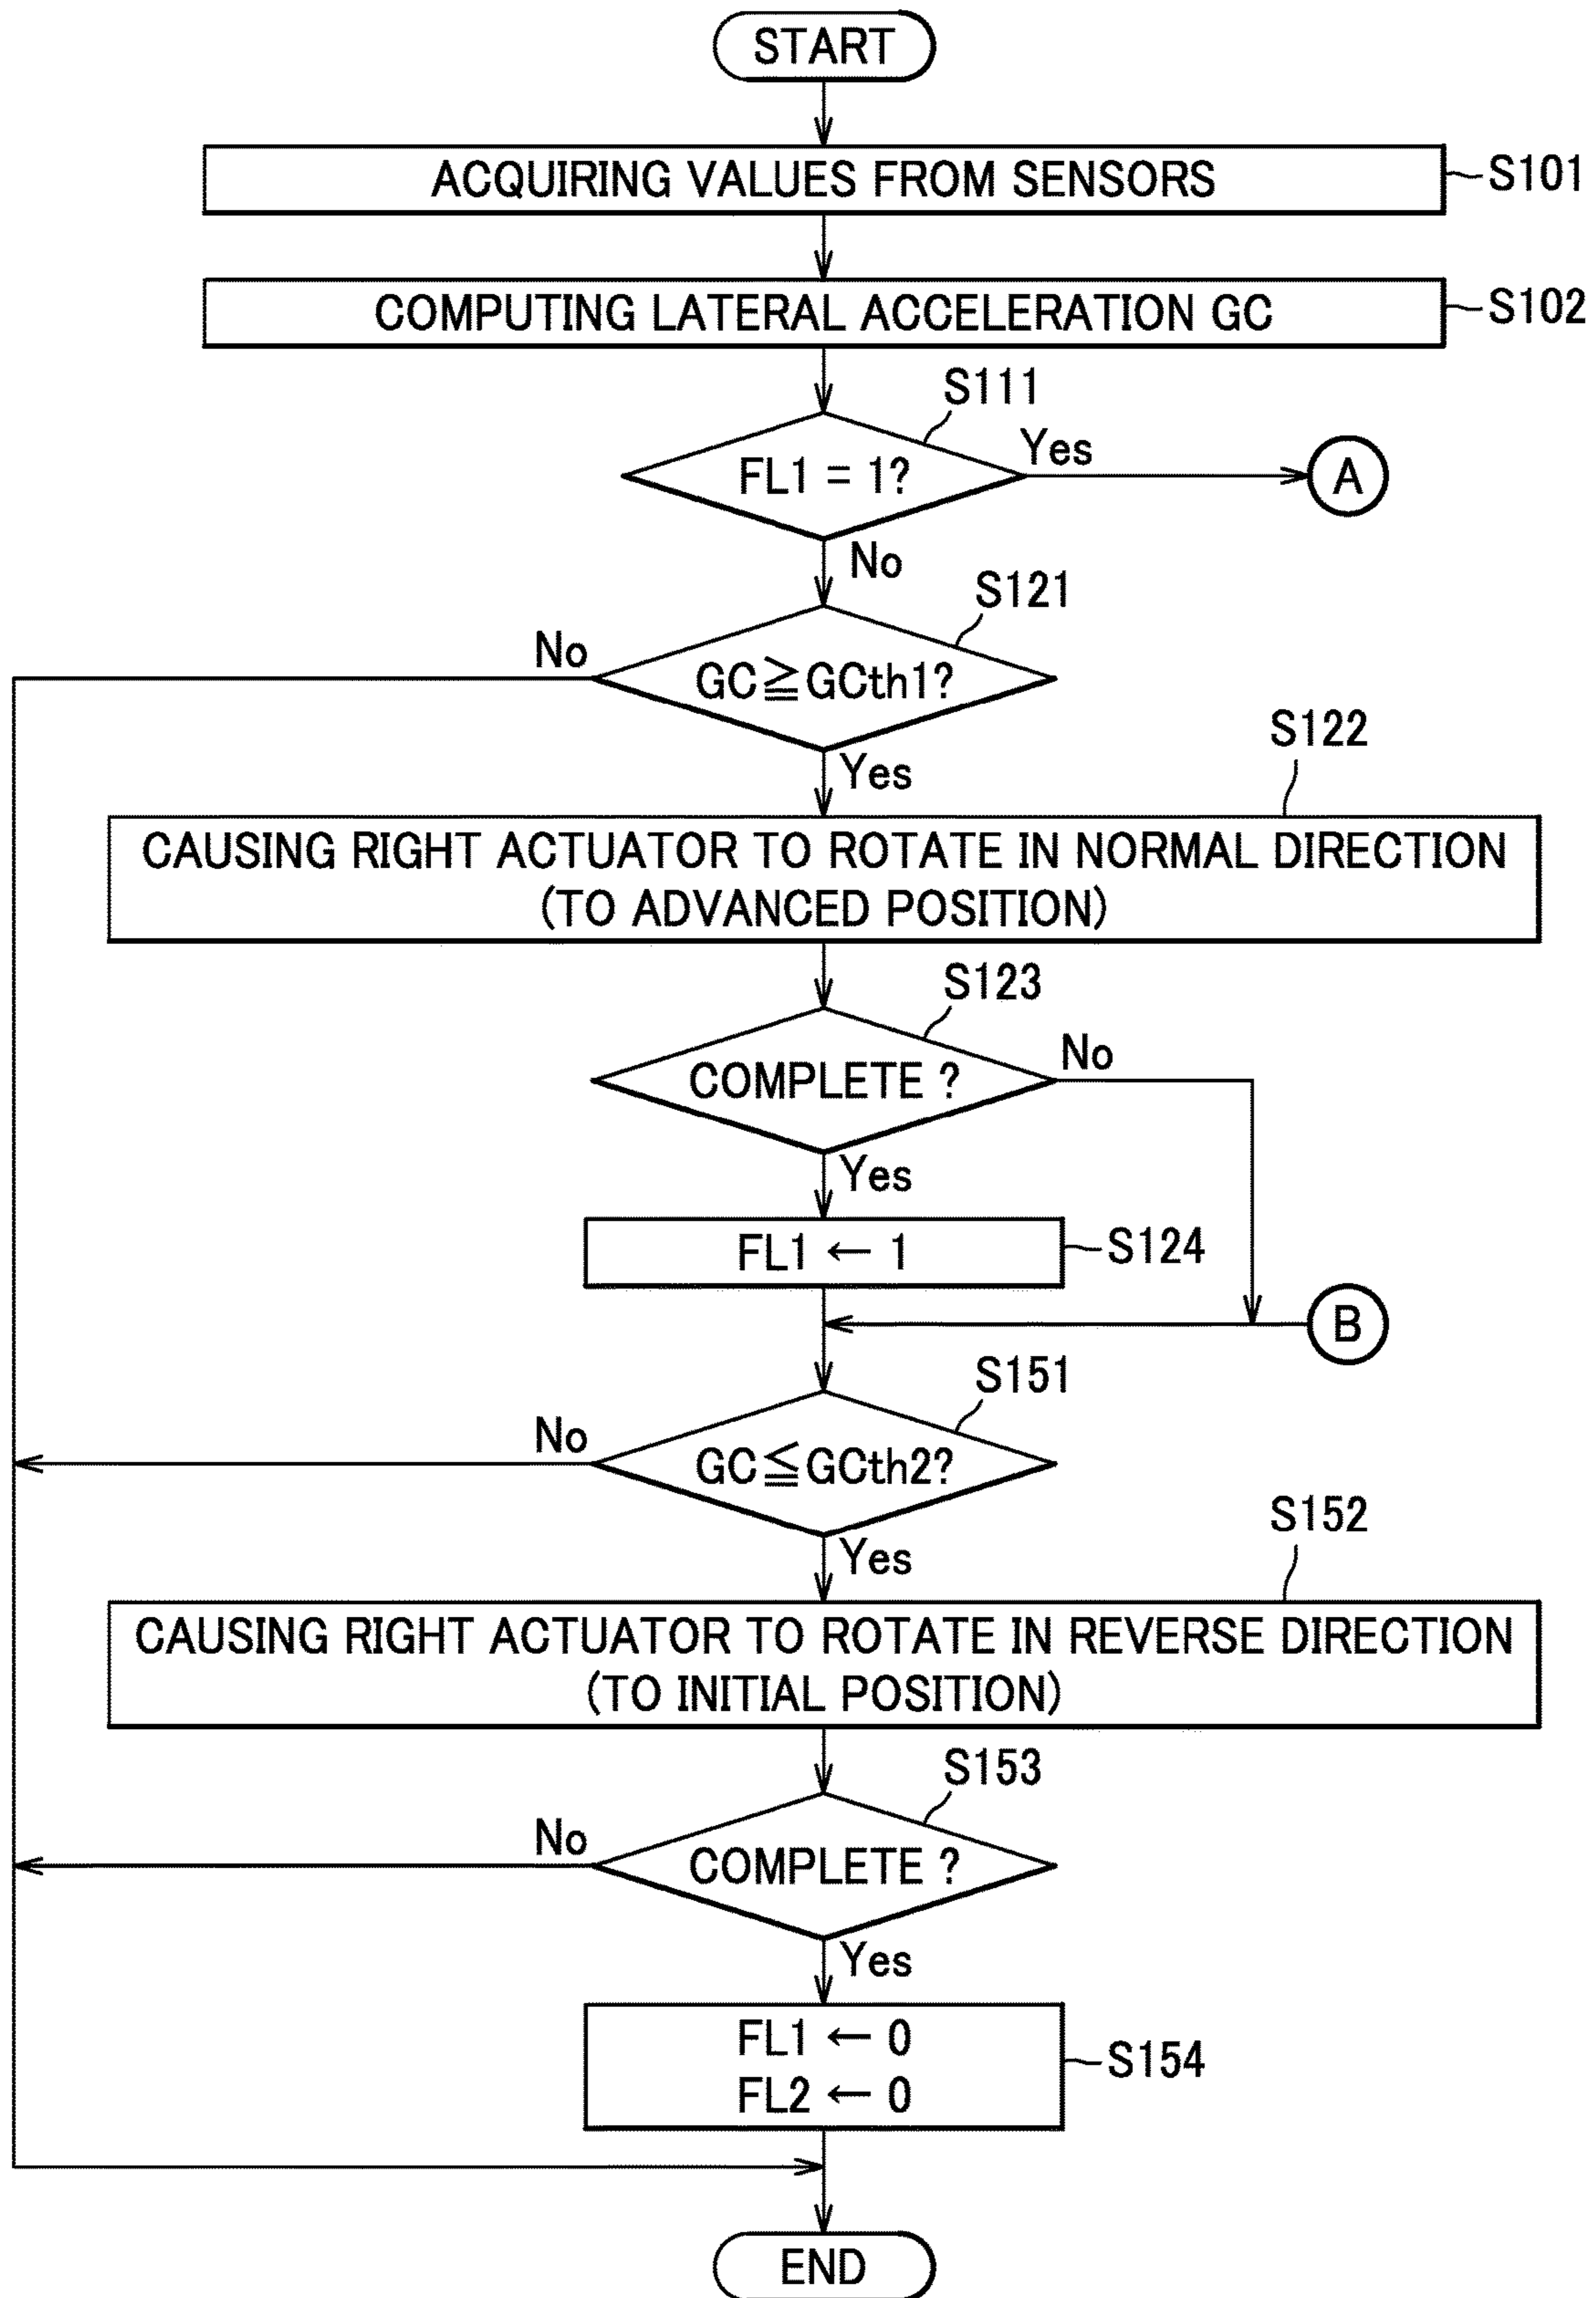 START
ACQUIRING VALUES FROM SENSORS
S101
COMPUTING LATERAL ACCELERATION GC
S102
S111
FL1 = 1?
Yes
A
No
S121
No
GC≧GCth1?
Yes
S122
CAUSING RIGHT ACTUATOR TO ROTATE IN NORMAL DIRECTION
(TO ADVANCED POSITION)
S123
COMPLETE ?
No
Yes
FL1 ← 1
S124
B
S151
No
GC≦GCth2?
Yes
S152
CAUSING RIGHT ACTUATOR TO ROTATE IN REVERSE DIRECTION
(TO INITIAL POSITION)
S153
No
COMPLETE ?
Yes
FL1 ← 0
FL2 ← 0
S154
END